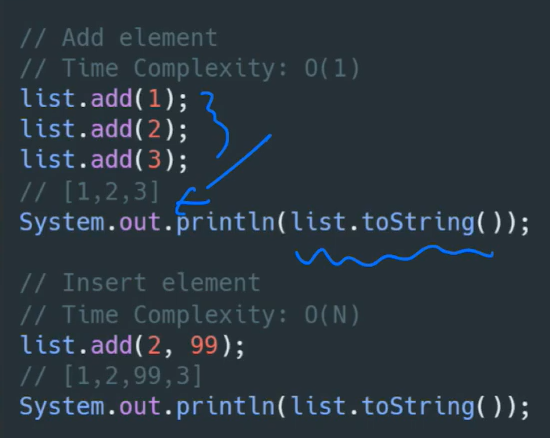 // Add element
// Time Complexity: O(1)
list.add(1);
list.add(2);
list.add(3);
// [1,2,3]
System.out.println(list.toString());
// Insert element
// Time Complexity: O(N)
list.add(2, 99);
// [1,2,99,3]
System.out.println(list.toString());